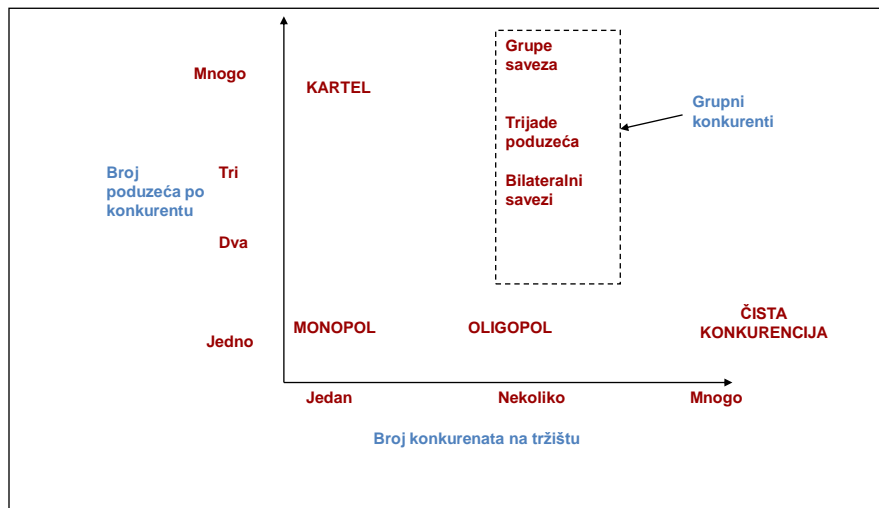 Mnogo
KARTEL
Grupe
saveza
Grupni
konkurenti
Trijade
poduzeća
Broj
poduzeća po
konkurentu
Tri
Bilateralni
savezi
Dva
Jedno
MONOPOL
OLIGOPOL
ČISTA
KONKURENCIJA
Jedan
Nekoliko
Mnogo
Broj konkurenata na tržištu